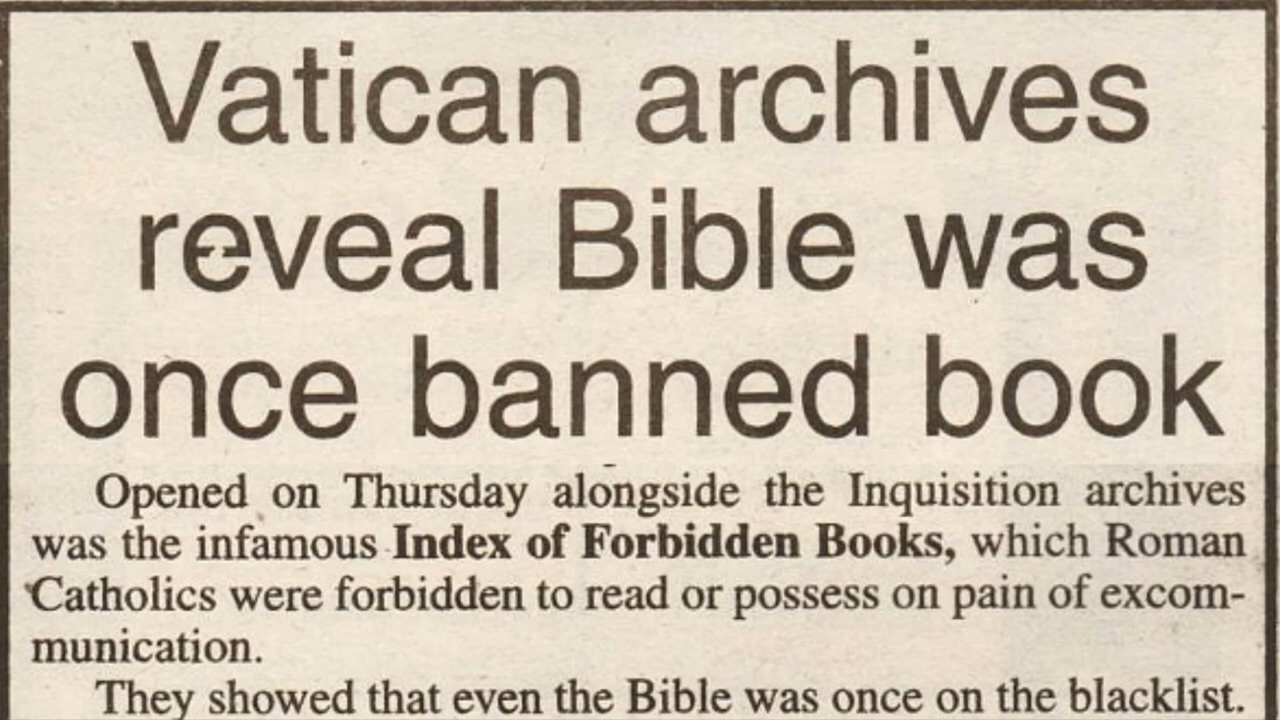 Vatican archives
reveal Bible was
once banned book
Opened on Thursday alongside the Inquisition archives
was the infamous Index of Forbidden Books, which Roman
Catholics were forbidden to read or possess on pain of excom-
munication.
They showed that even the Bible was once on the blacklist.